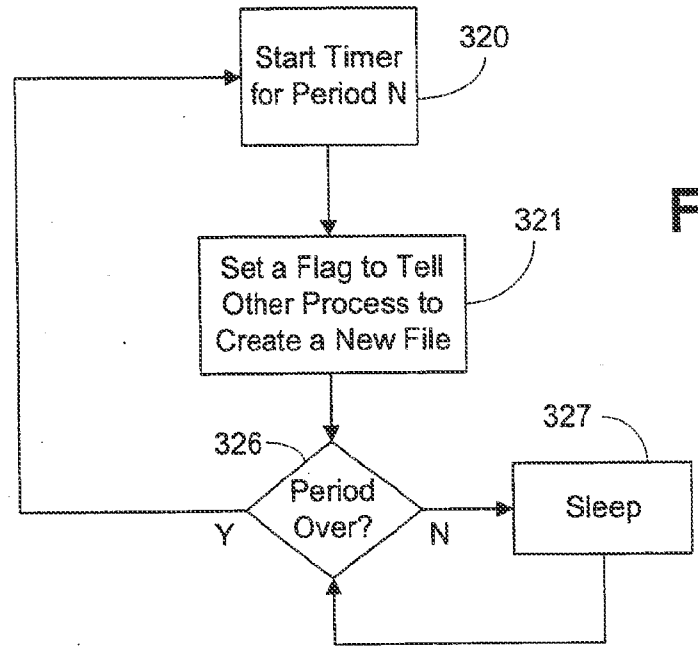 320
Start Timer
for Period N
321
F
Set a Flag to Tell
Other Process to
Create a New File
326
327
Period
Over?
Sleep
Y
N